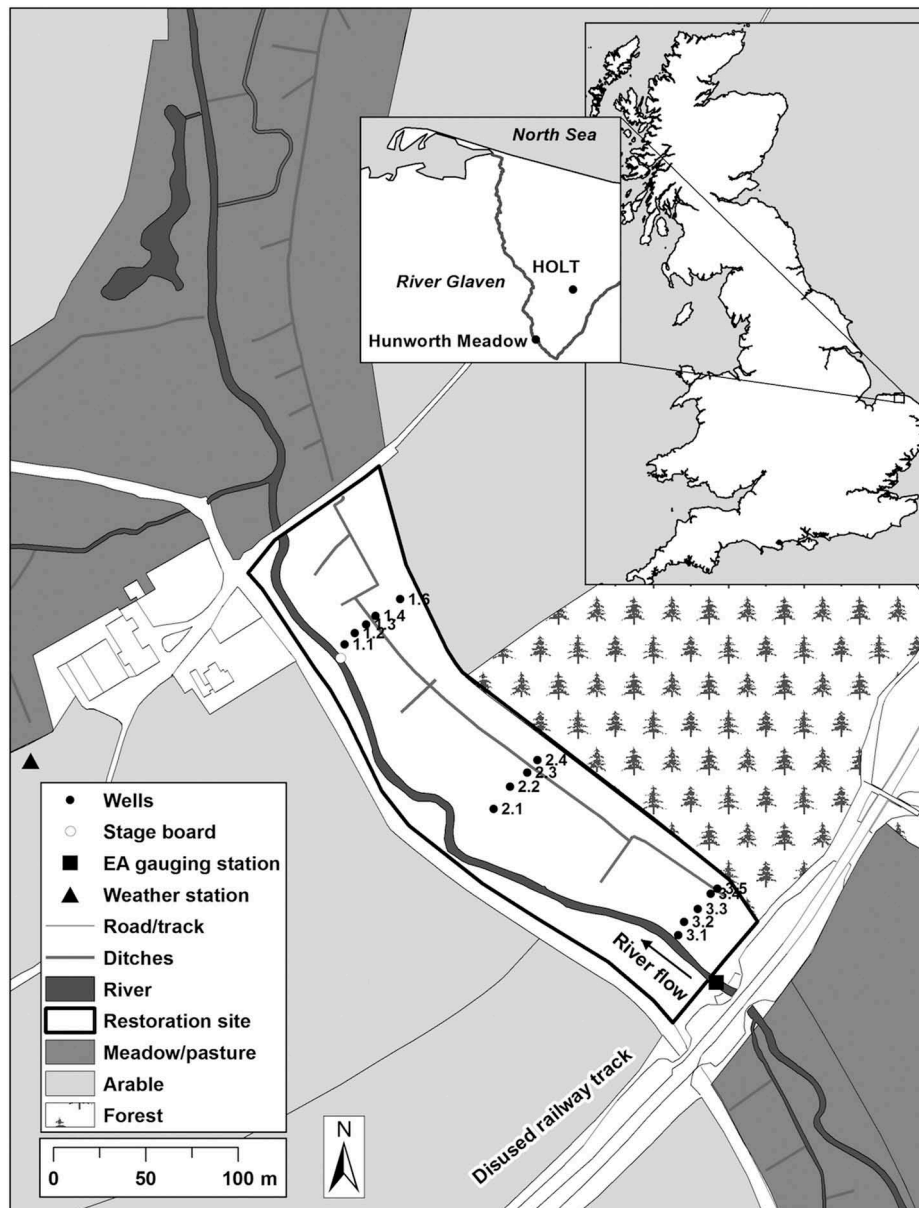 North Sea
HOLT
River Glaven
Hunworth Meadow
1.6
1.4
1.3
1.2
1.1
2.4
2.3
2.2
2.1
3.5
3.4
3.3
3.2
3.1
River flow
Disused railway track
Wells
Stage board
EA gauging station
Weather station
Road/track
Ditches
River
Restoration site
Meadow/pasture
Arable
Forest
0 50 100 m
N